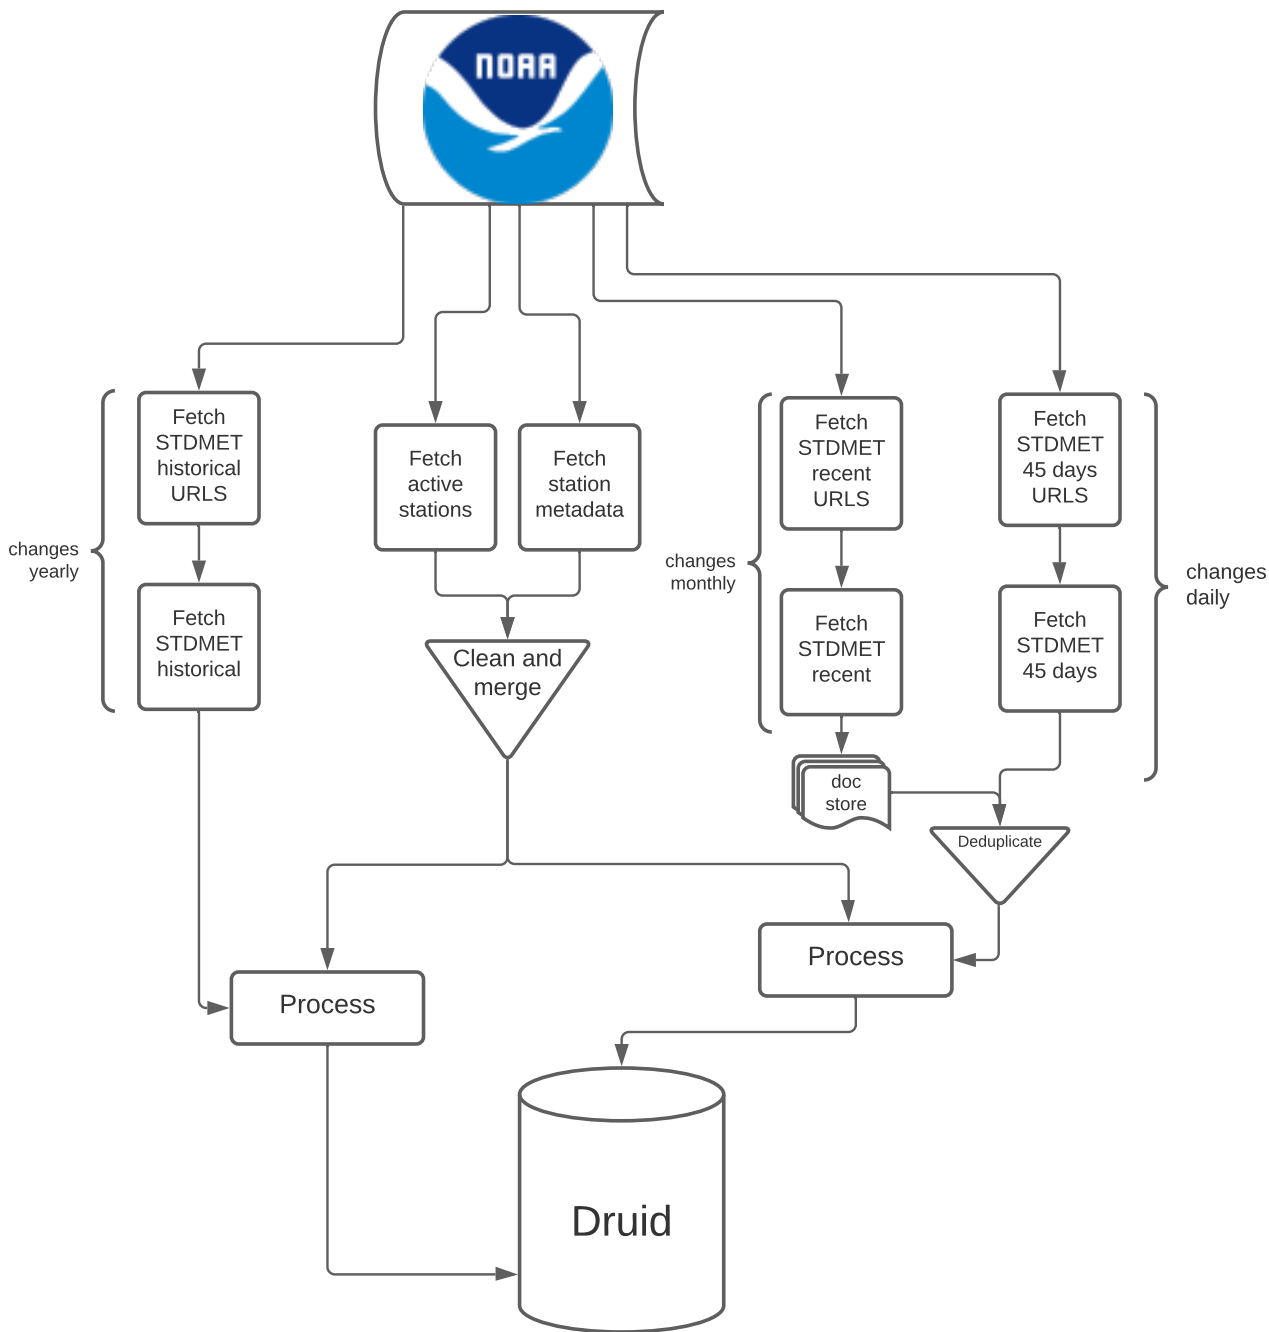 NOAA
Fetch
STDMET
historical
URLS
Fetch
active
stations
Fetch
station
metadata
Fetch
STDMET
recent
URLS
Fetch
STDMET
45 days
URLS
changes
yearly
changes
monthly
changes
daily
Fetch
STDMET
historical
Clean and
merge
Fetch
STDMET
recent
Fetch
STDMET
45 days
doc
store
Deduplicate
Process
Process
Druid